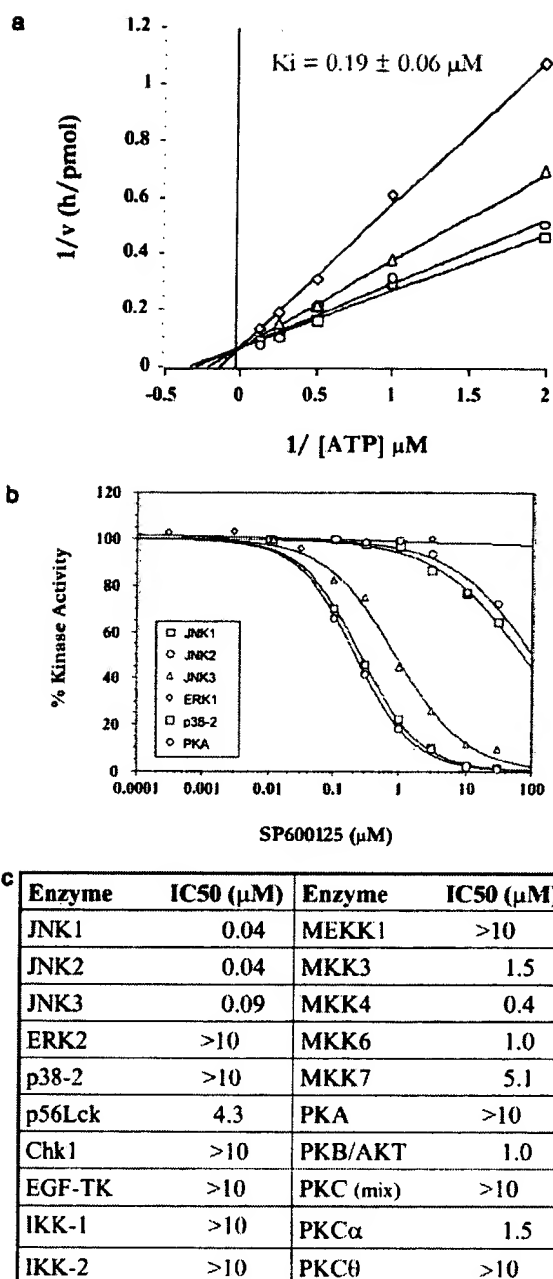 a
1.2
1
0.8
0.6
0.4
0.2
0
Ki = 0.19 ± 0.06 μM
1/v (h/pmol)
-0.5 0 0.5 1 1.5 2
1/ [ATP] μM
b
120
100
80
60
40
20
0
% Kinase Activity
JNK1
JNK2
JNK3
ERK1
p38-2
PKA
0.0001 0.001 0.01 0.1 1 10 100
SP600125 (μM)
c
Enzyme IC50 (μM) Enzyme IC50 (μM)
JNK1 0.04 MEKK1 >10
JNK2 0.04 MKK3 1.5
JNK3 0.09 MKK4 0.4
ERK2 >10 MKK6 1.0
p38-2 >10 MKK7 5.1
p56Lck 4.3 PKA >10
Chk1 >10 PKB/AKT 1.0
EGF-TK >10 PKC (mix) >10
IKK-1 >10 PKCα 1.5
IKK-2 >10 PKCθ >10